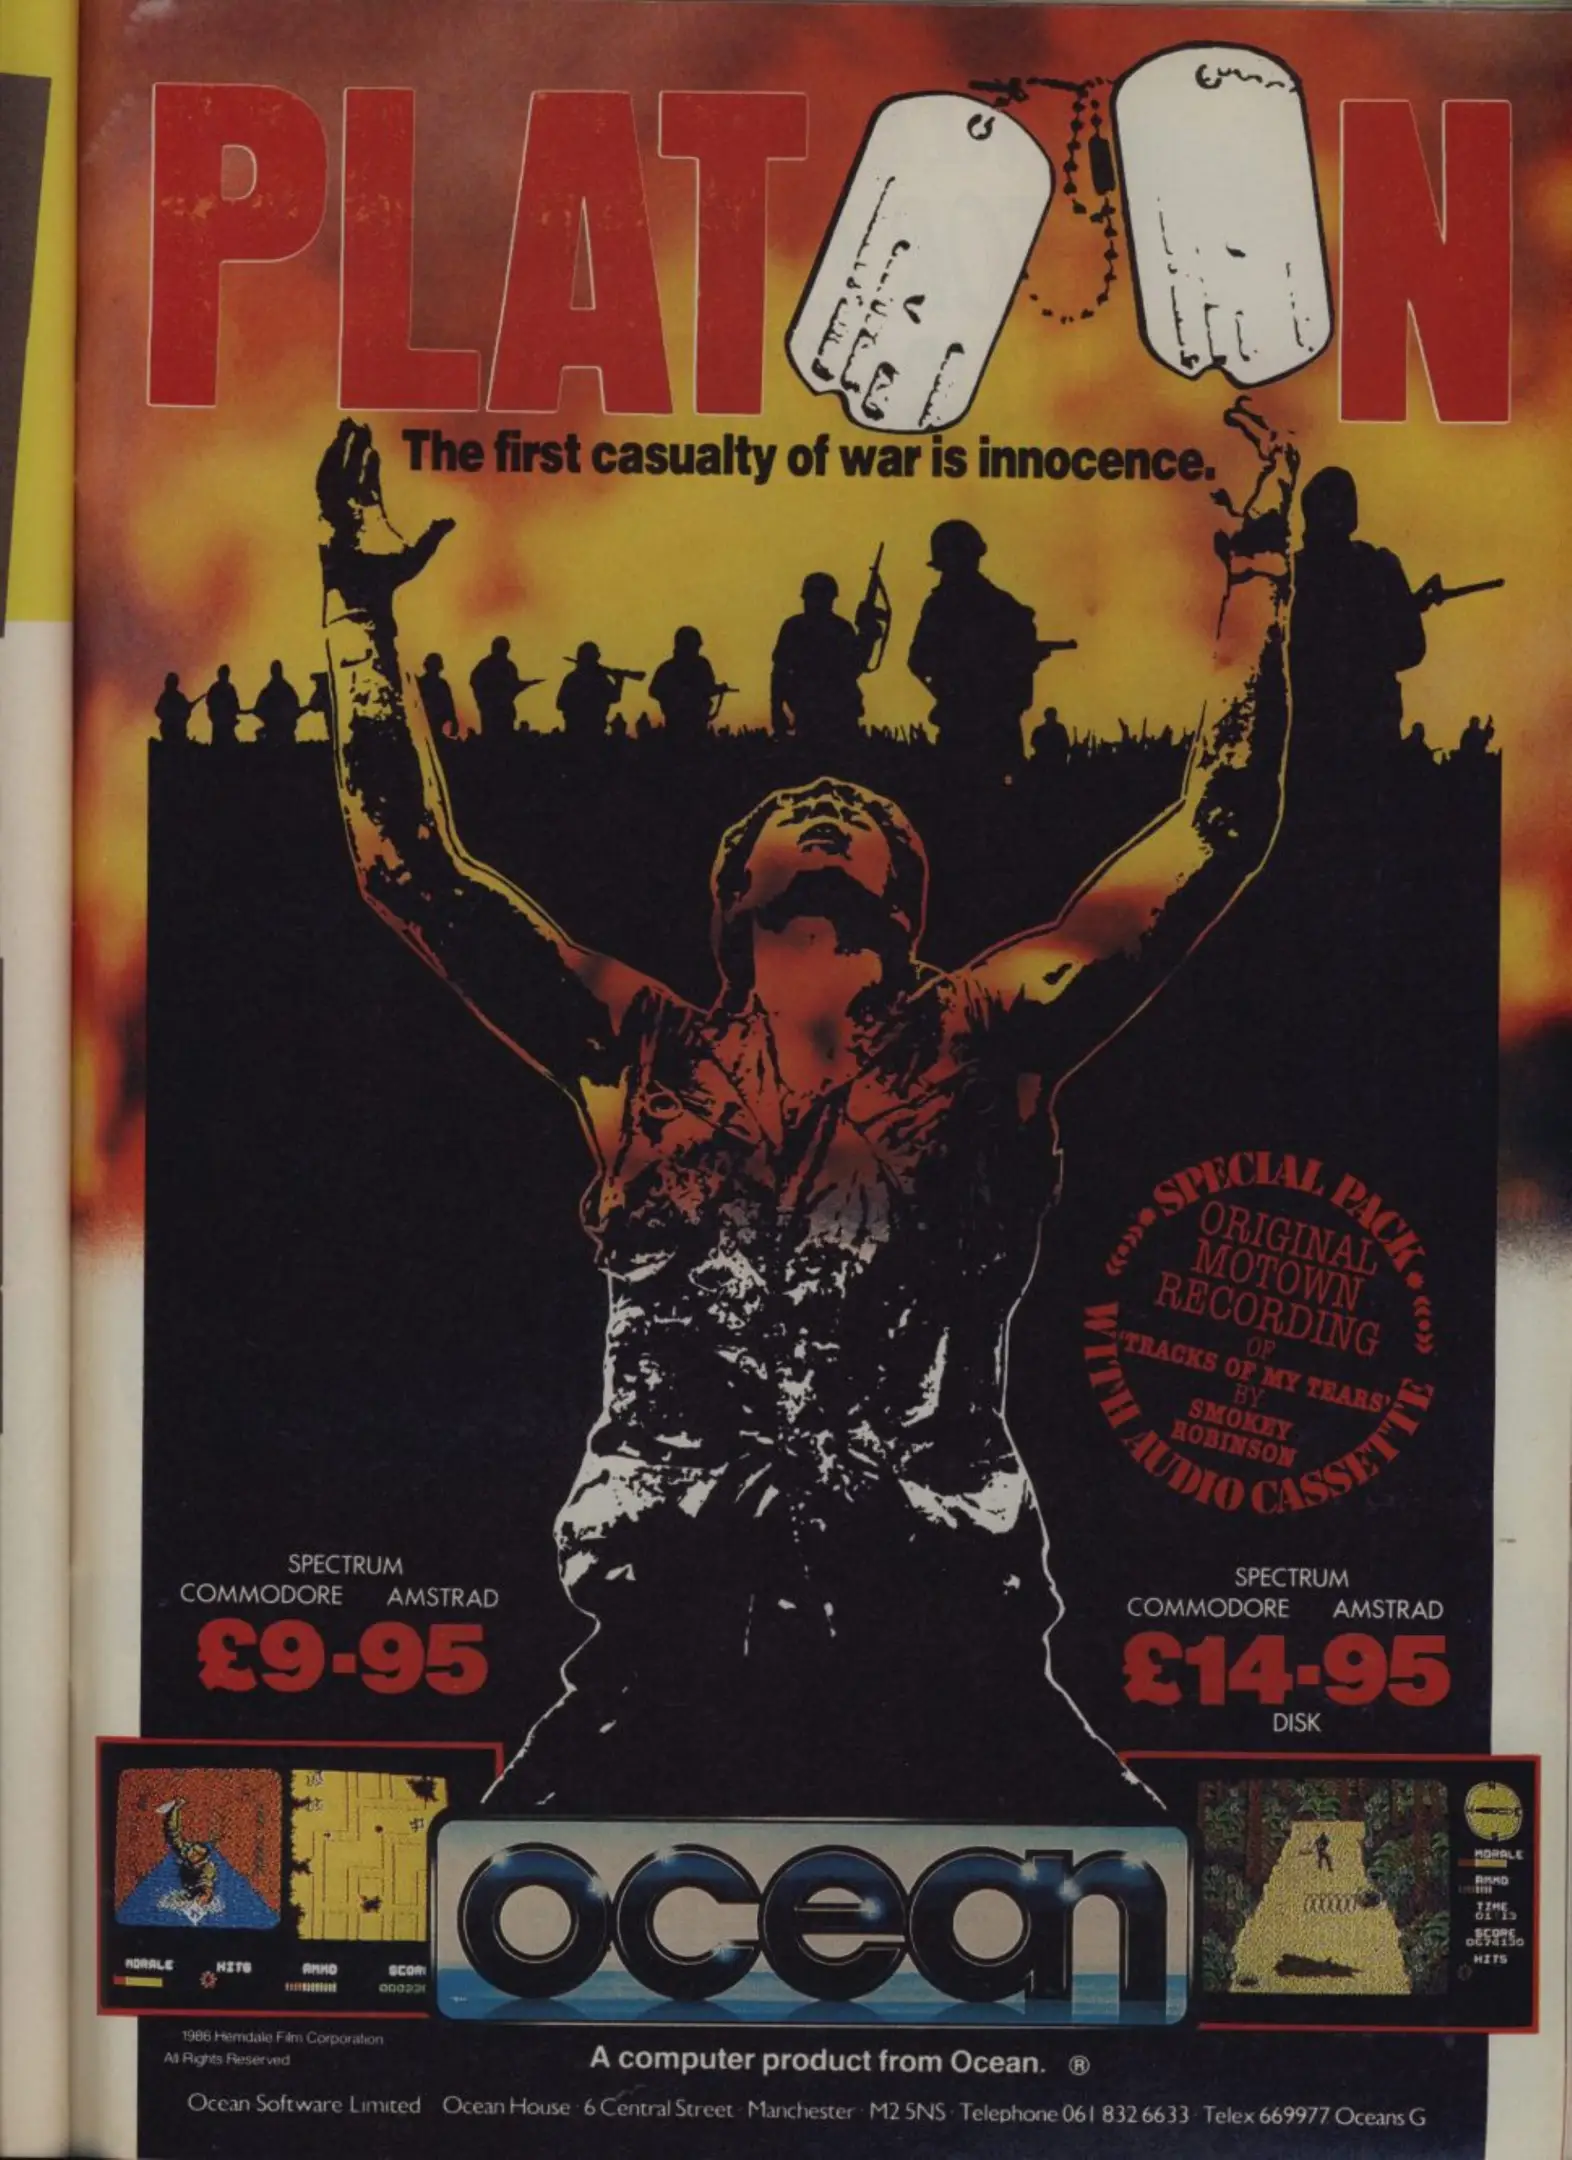 PLATOON
The first casualty of war is innocence.
SPECIAL PACK
ORIGINAL
MOTOWN
RECORDING
OF
'TRACKS OF MY TEARS'
BY
SMOKEY
ROBINSON
WITH AUDIO CASSETTE
SPECTRUM
COMMODORE AMSTRAD
£9·95
SPECTRUM
COMMODORE AMSTRAD
£14·95
DISK
MORALE HITS AMMO
MORALE
AMMO
TIME
01 13
SCORE
0674130
HITS
ocean
1986 Hemdale Film Corporation
All Rights Reserved
A computer product from Ocean. ®
Ocean Software Limited Ocean House · 6 Central Street · Manchester · M2 5NS · Telephone 061 832 6633 · Telex 669977 Oceans G